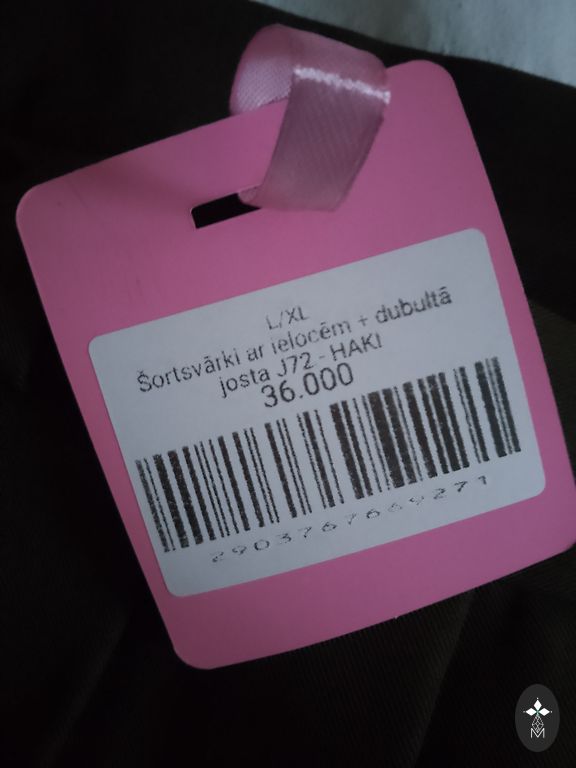 L/XL
Šortsvārki ar ielocēm + dubultā
josta J72 - HAKI
36.000
2903767669271
M